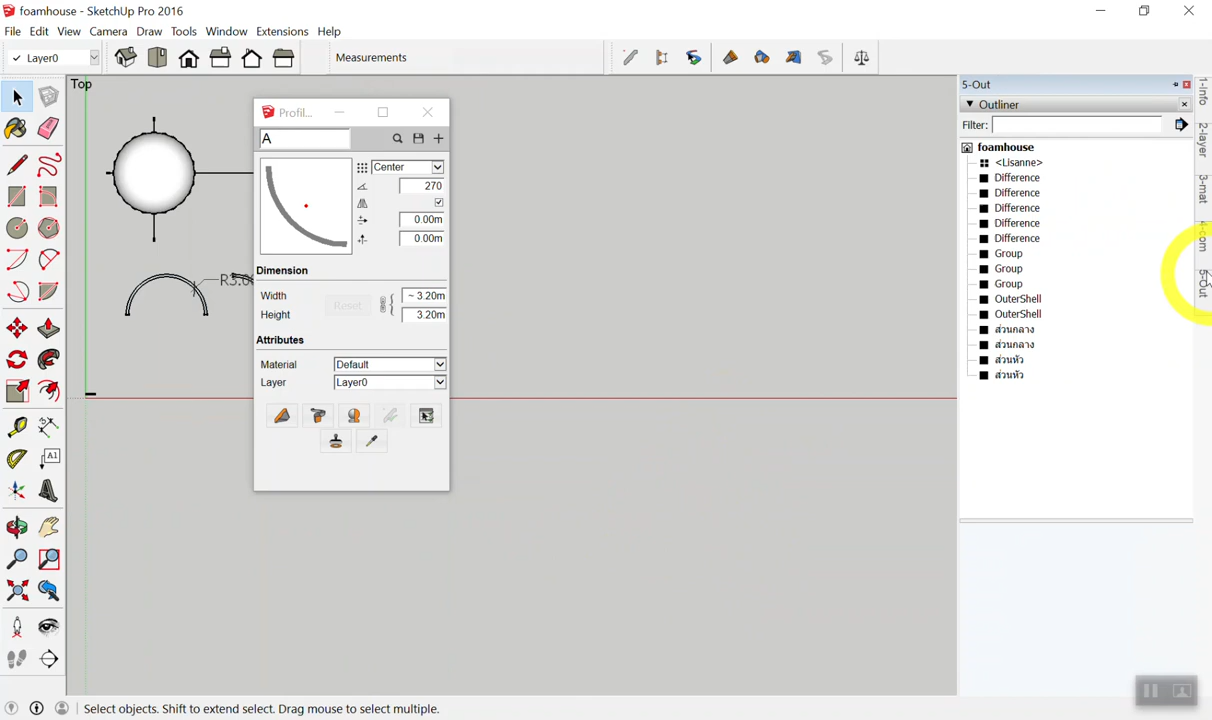 foamhouse - SketchUp Pro 2016
File Edit View Camera Draw Tools Window Extensions Help
Layer0
Measurements
Top
Profil...
A
Center
270
0.00m
0.00m
Dimension
Width
Reset
~ 3.20m
Height
3.20m
Attributes
Material
Default
Layer
Layer0
A1
5-Out
Outliner
Filter:
foamhouse
<Lisanne>
Difference
Difference
Difference
Difference
Difference
Group
Group
Group
OuterShell
OuterShell
ส่วนกลาง
ส่วนกลาง
ส่วนหัว
ส่วนหัว
1-Info
2-layer
3-mat
4-com
5-Out
Select objects. Shift to extend select. Drag mouse to select multiple.